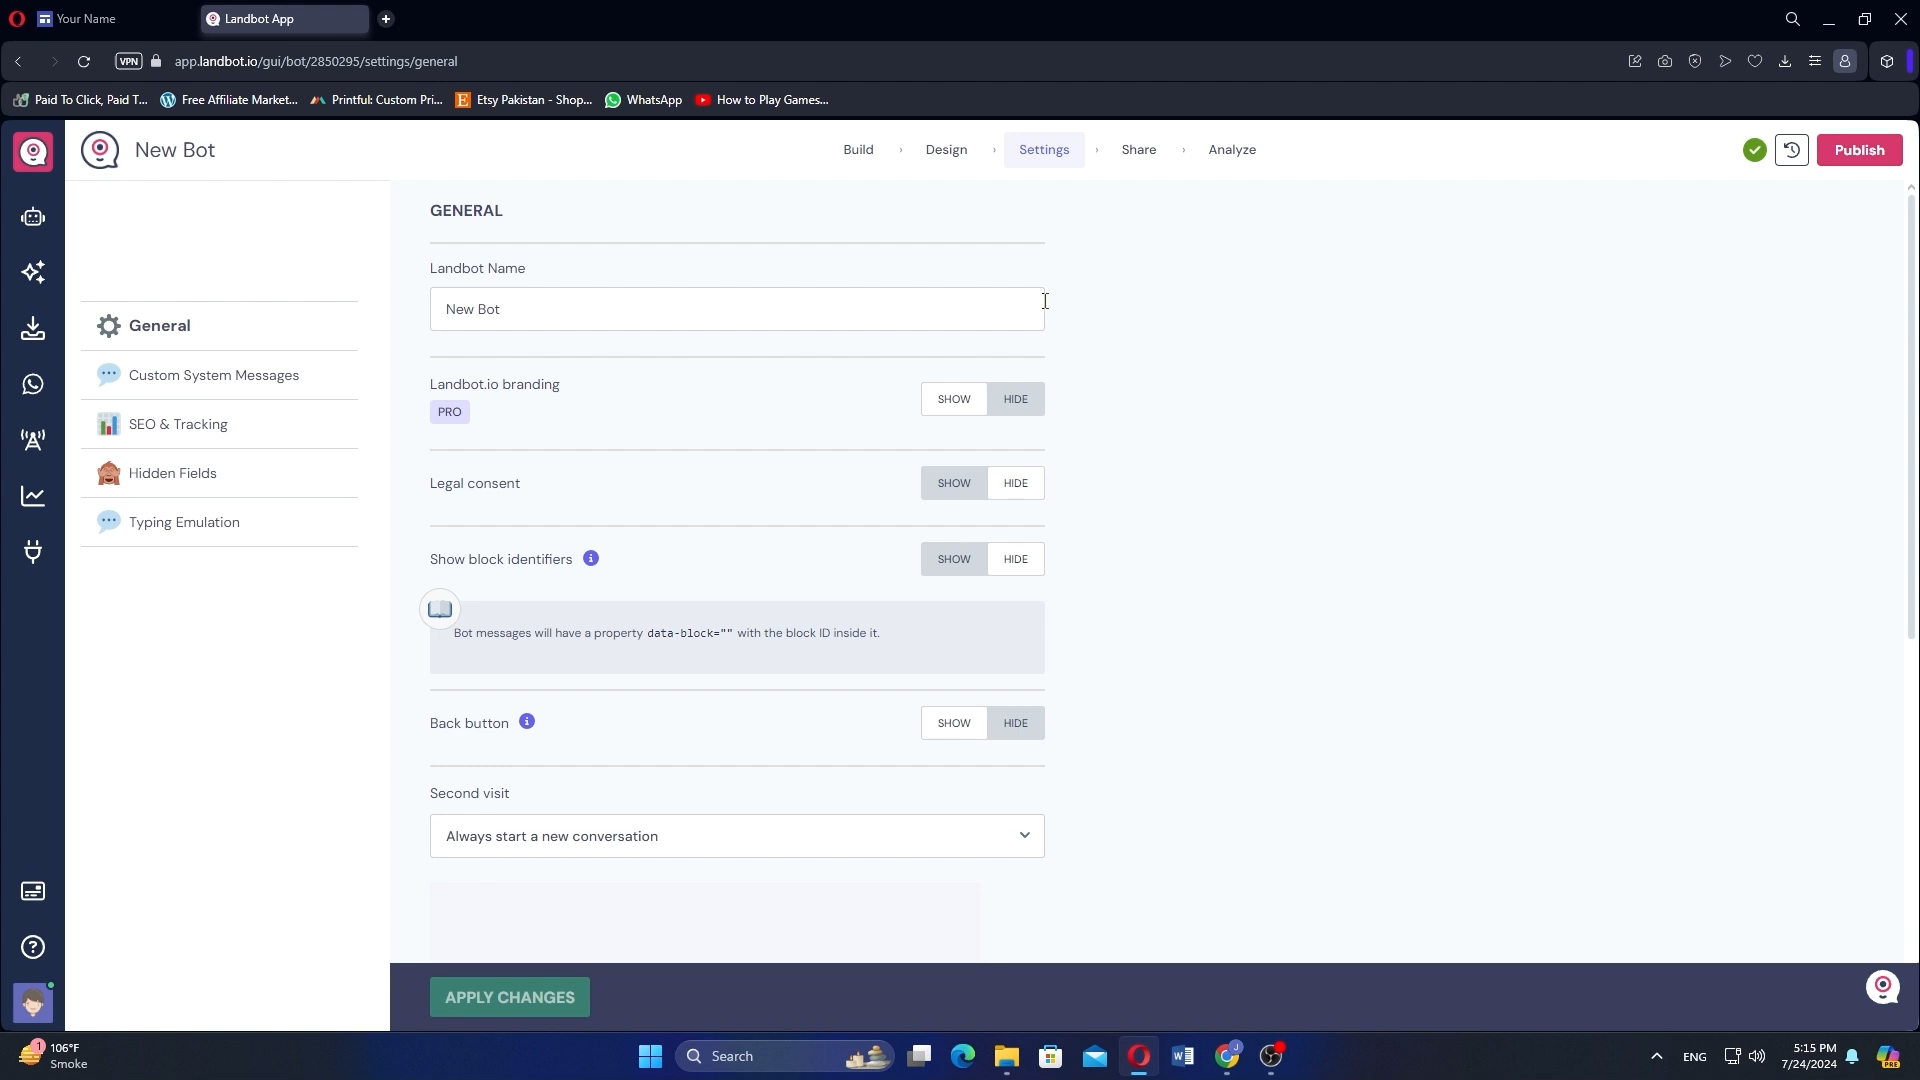 Your Name
Landbot App
VPN
app.landbot.io/gui/bot/2850295/settings/general
Paid To Click, Paid T...
Free Affiliate Market...
Printful: Custom Pri...
Etsy Pakistan - Shop...
WhatsApp
How to Play Games...
New Bot
Build
Design
Settings
Share
Analyze
Publish
GENERAL
Landbot Name
New Bot
General
Custom System Messages
SEO & Tracking
Hidden Fields
Typing Emulation
Landbot.io branding
PRO
SHOW
HIDE
Legal consent
SHOW
HIDE
Show block identifiers
SHOW
HIDE
Bot messages will have a property data-block="" with the block ID inside it.
Back button
SHOW
HIDE
Second visit
Always start a new conversation
APPLY CHANGES
1
106°F
Smoke
Search
J
ENG
5:15 PM
7/24/2024
PRE